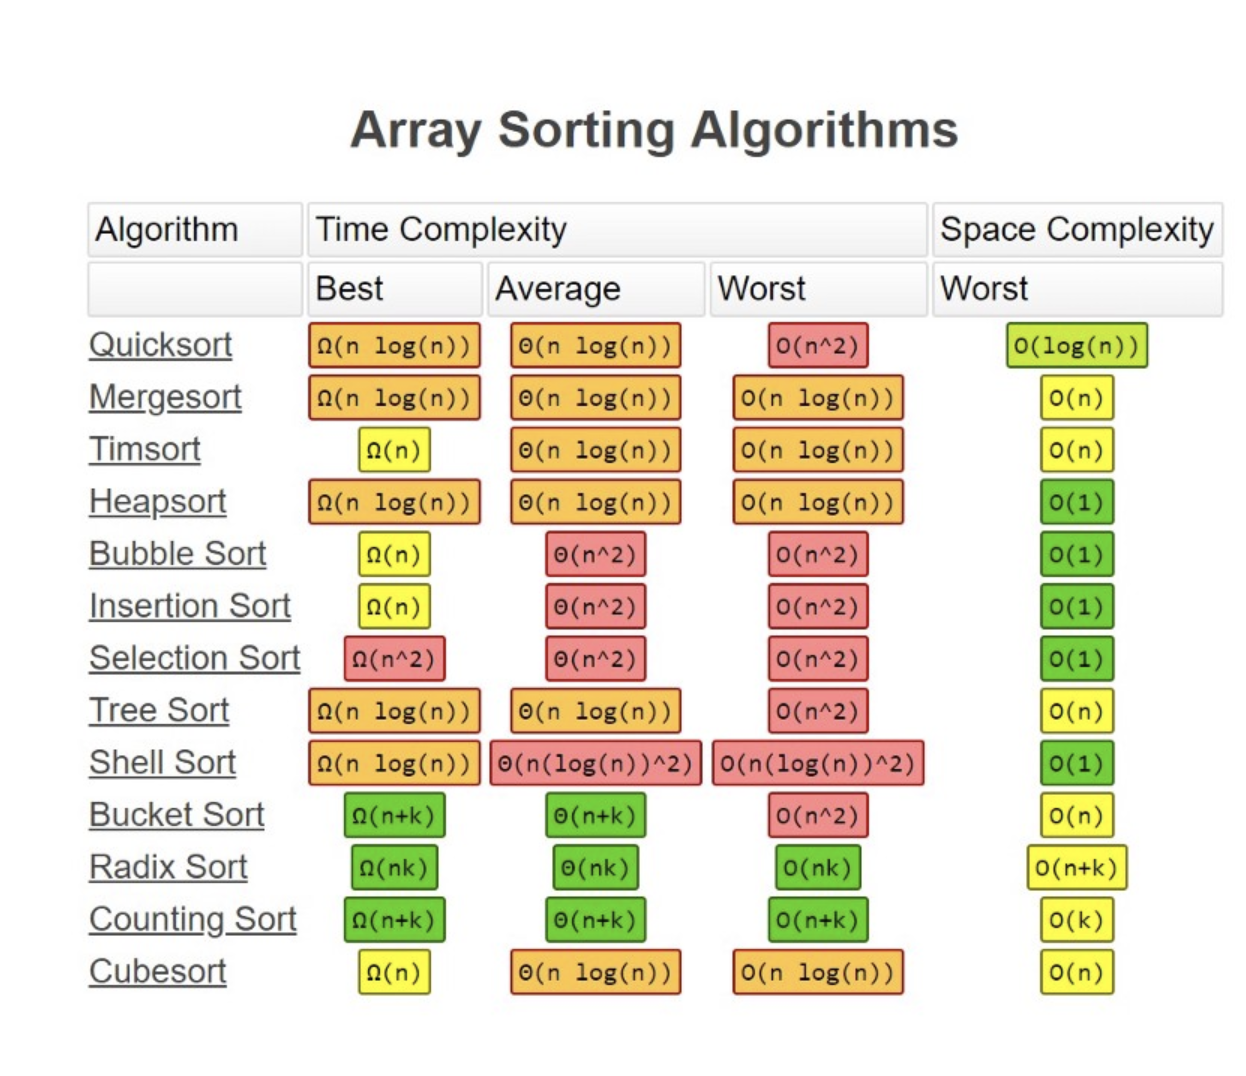 Array Sorting Algorithms
Algorithm Time Complexity Space Complexity
Best Average Worst Worst
Quicksort Ω(n log(n)) Θ(n log(n)) O(n^2) O(log(n))
Mergesort Ω(n log(n)) Θ(n log(n)) O(n log(n)) O(n)
Timsort Ω(n) Θ(n log(n)) O(n log(n)) O(n)
Heapsort Ω(n log(n)) Θ(n log(n)) O(n log(n)) O(1)
Bubble Sort Ω(n) Θ(n^2) O(n^2) O(1)
Insertion Sort Ω(n) Θ(n^2) O(n^2) O(1)
Selection Sort Ω(n^2) Θ(n^2) O(n^2) O(1)
Tree Sort Ω(n log(n)) Θ(n log(n)) O(n^2) O(n)
Shell Sort Ω(n log(n)) Θ(n(log(n))^2) O(n(log(n))^2) O(1)
Bucket Sort Ω(n+k) Θ(n+k) O(n^2) O(n)
Radix Sort Ω(nk) Θ(nk) O(nk) O(n+k)
Counting Sort Ω(n+k) Θ(n+k) O(n+k) O(k)
Cubesort Ω(n) Θ(n log(n)) O(n log(n)) O(n)